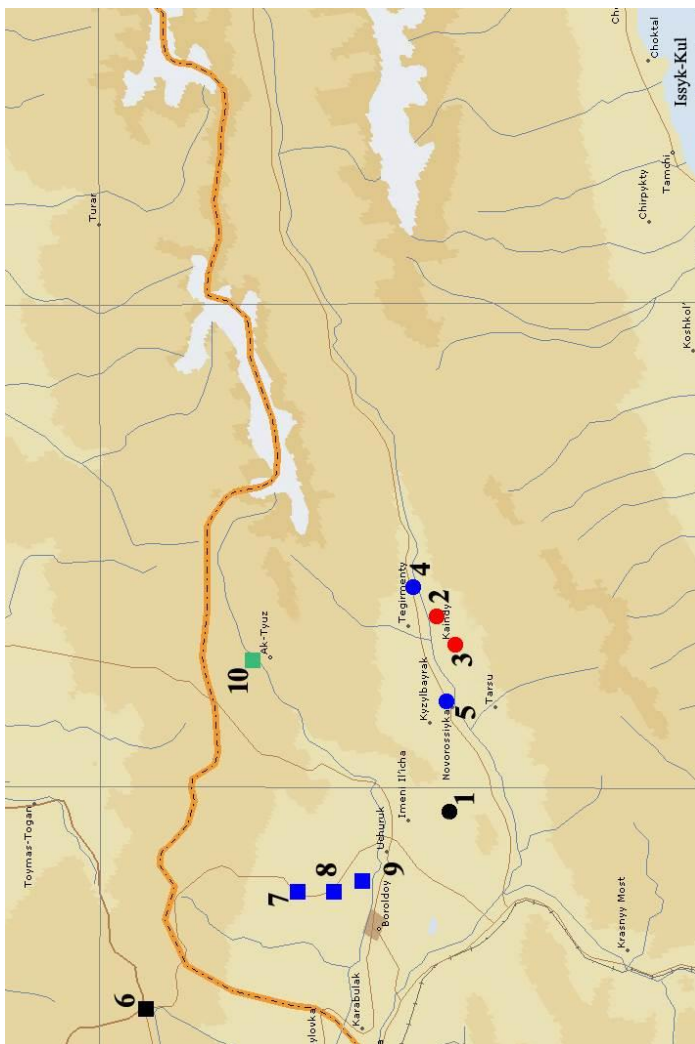 Toymas-Togan
Turar
6
10
Ak-Tyuz
7
ylovka
8
Karabulak
Uchuruk
Boroldoy
9
Imeni Il'icha
Tegirmenty
4
Kyzylbayrak
2
Kaindy
Novorossiyka
3
1
5
Tarsu
Krasnyy Most
Chirpykty
Choktal
Tamchi
Issyk-Kul
Koshkol'